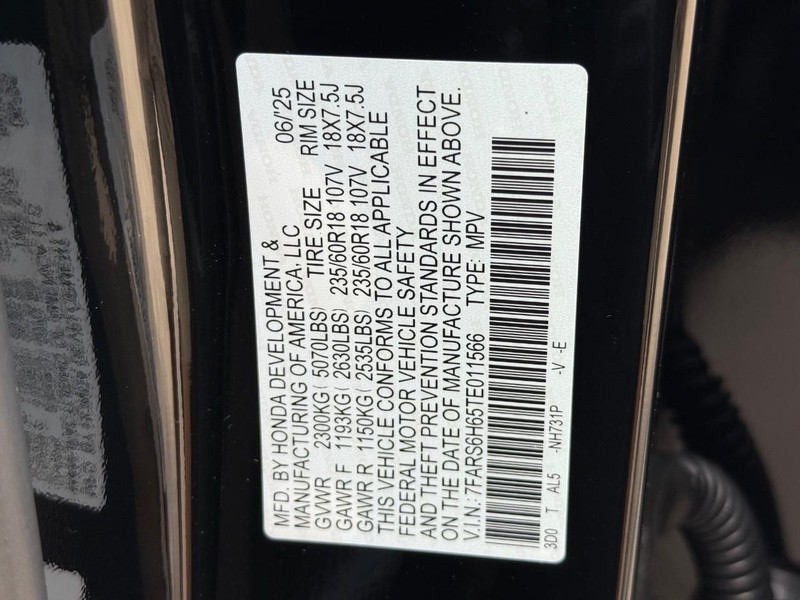 MFD. BY HONDA DEVELOPMENT &
MANUFACTURING OF AMERICA, LLC 06/'25
GVWR 2300KG( 5070LBS) TIRE SIZE RIM SIZE
GAWR F 1193KG( 2630LBS) 235/60R18 107V 18X7.5J
GAWR R 1150KG( 2535LBS) 235/60R18 107V 18X7.5J
THIS VEHICLE CONFORMS TO ALL APPLICABLE
FEDERAL MOTOR VEHICLE SAFETY
AND THEFT PREVENTION STANDARDS IN EFFECT
ON THE DATE OF MANUFACTURE SHOWN ABOVE.
V.I.N.: 7FARS6H657E011566 TYPE: MPV
3D0 T AL5 -NH731P -V -E